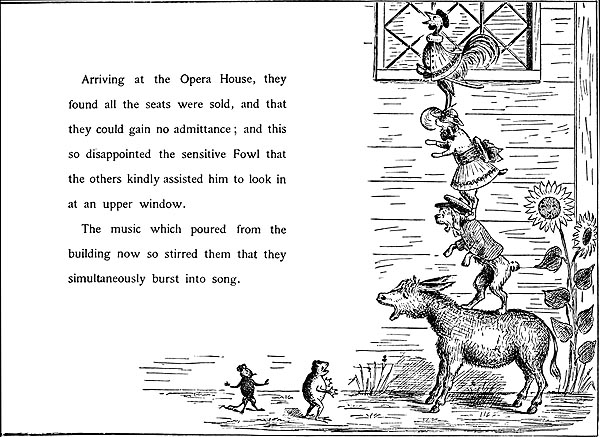 Arriving at the Opera House, they
found all the seats were sold, and that
they could gain no admittance; and this
so disappointed the sensitive Fowl that
the others kindly assisted him to look in
at an upper window.
The music which poured from the
building now so stirred them that they
simultaneously burst into song.